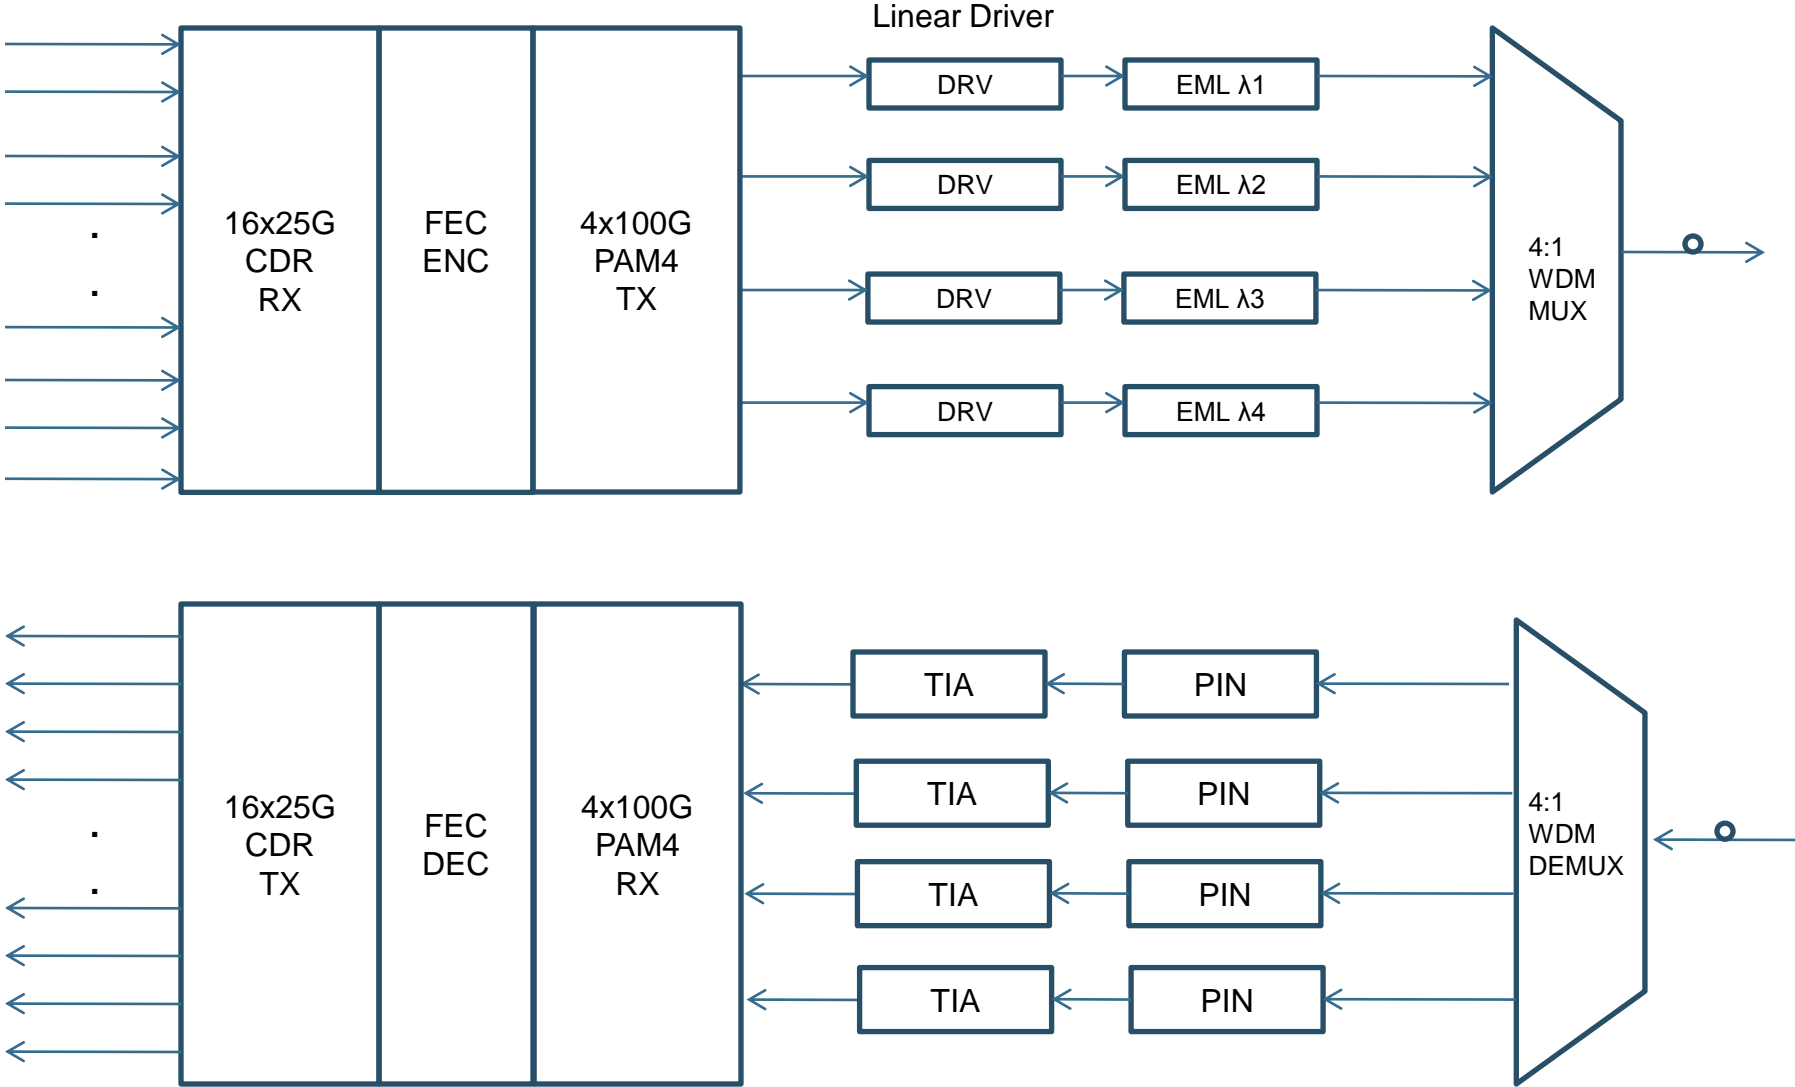 Linear Driver
16x25G
CDR
RX
FEC
ENC
4x100G
PAM4
TX
DRV
EML λ1
DRV
EML λ2
DRV
EML λ3
DRV
EML λ4
4:1
WDM
MUX
.
.
16x25G
CDR
TX
FEC
DEC
4x100G
PAM4
RX
TIA
PIN
TIA
PIN
TIA
PIN
TIA
PIN
4:1
WDM
DEMUX
.
.